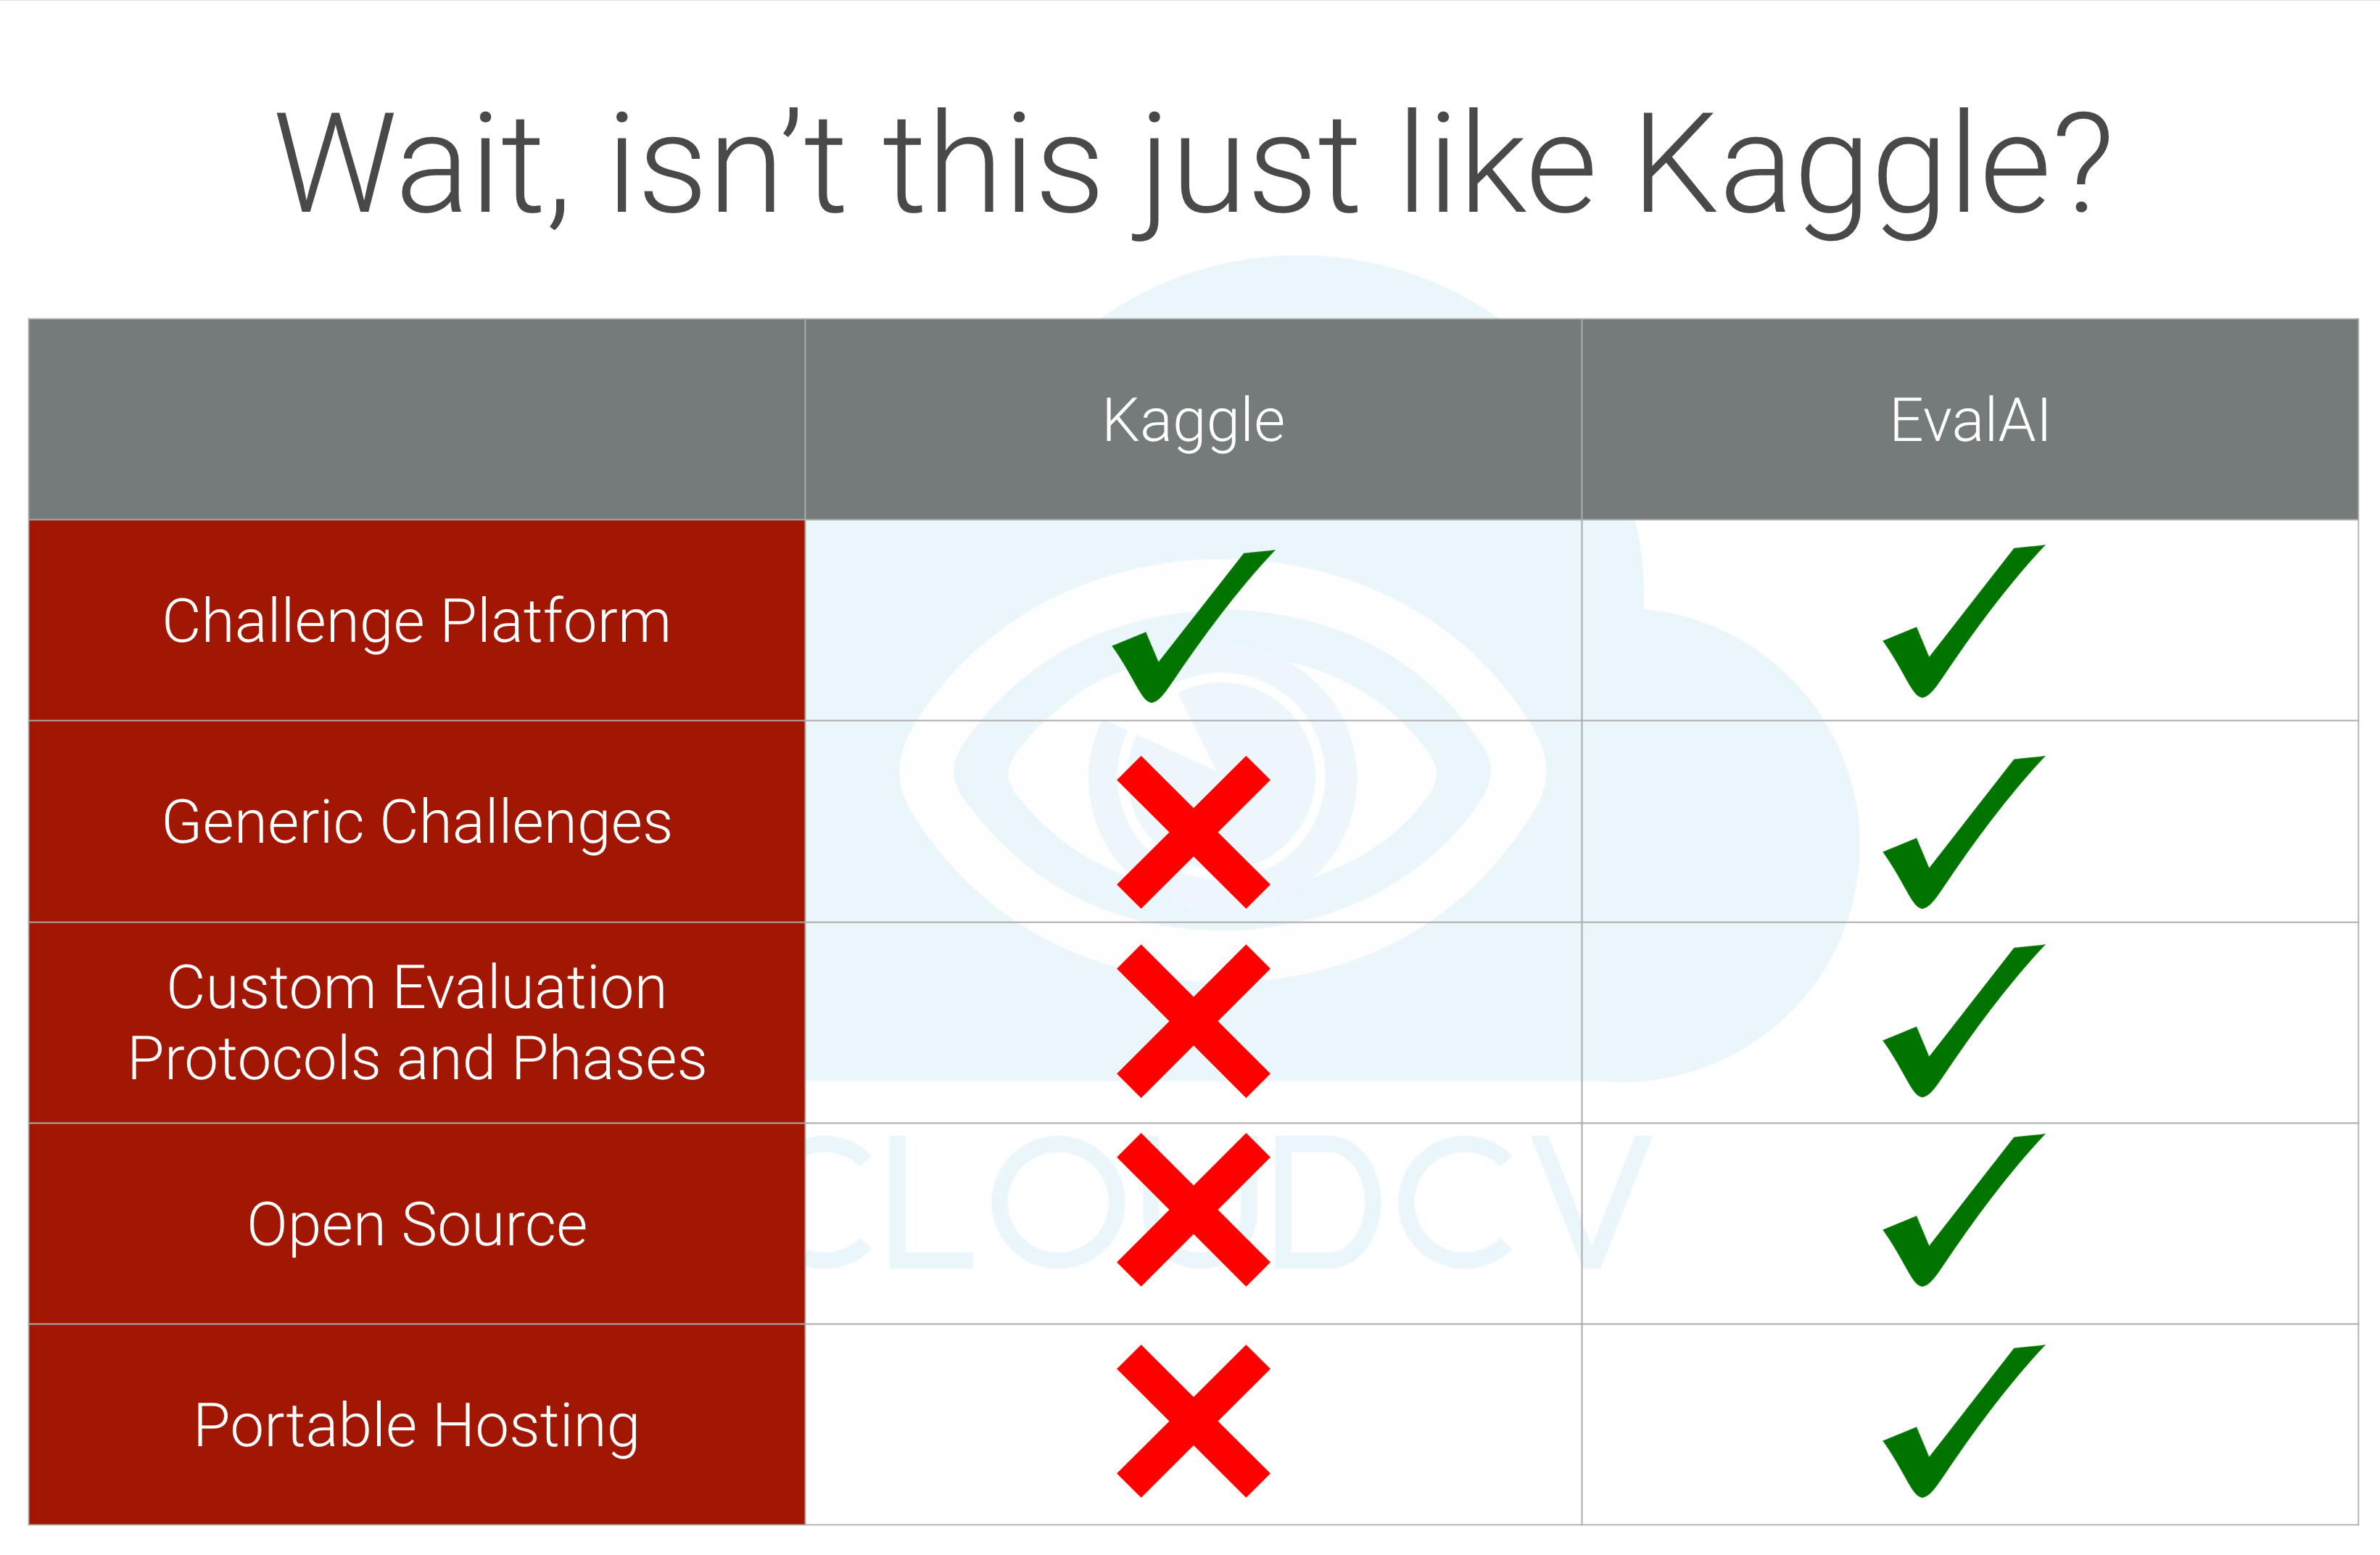 Wait, isn’t this just like Kaggle?
Kaggle EvalAI
Challenge Platform
Generic Challenges
Custom Evaluation
Protocols and Phases
Open Source
CLOUDCV
Portable Hosting